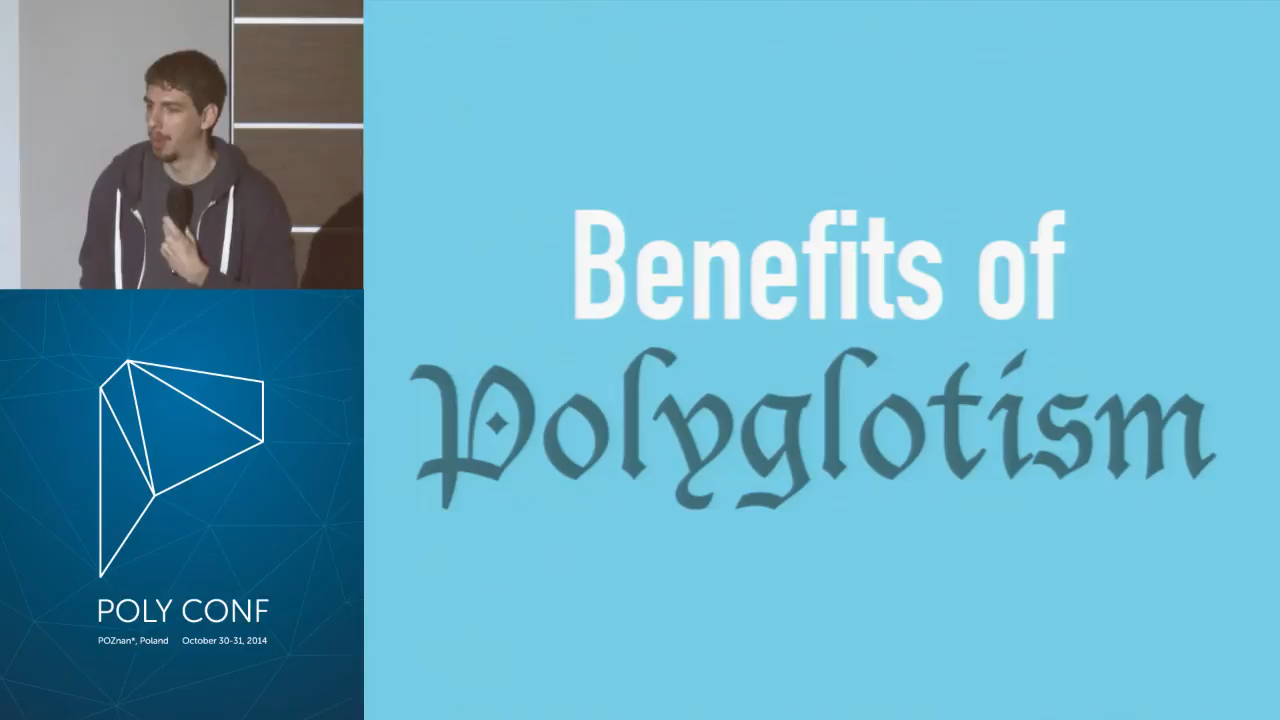 Benefits of
Polyglotism
POLY CONF
POZnan*, Poland October 30-31, 2014